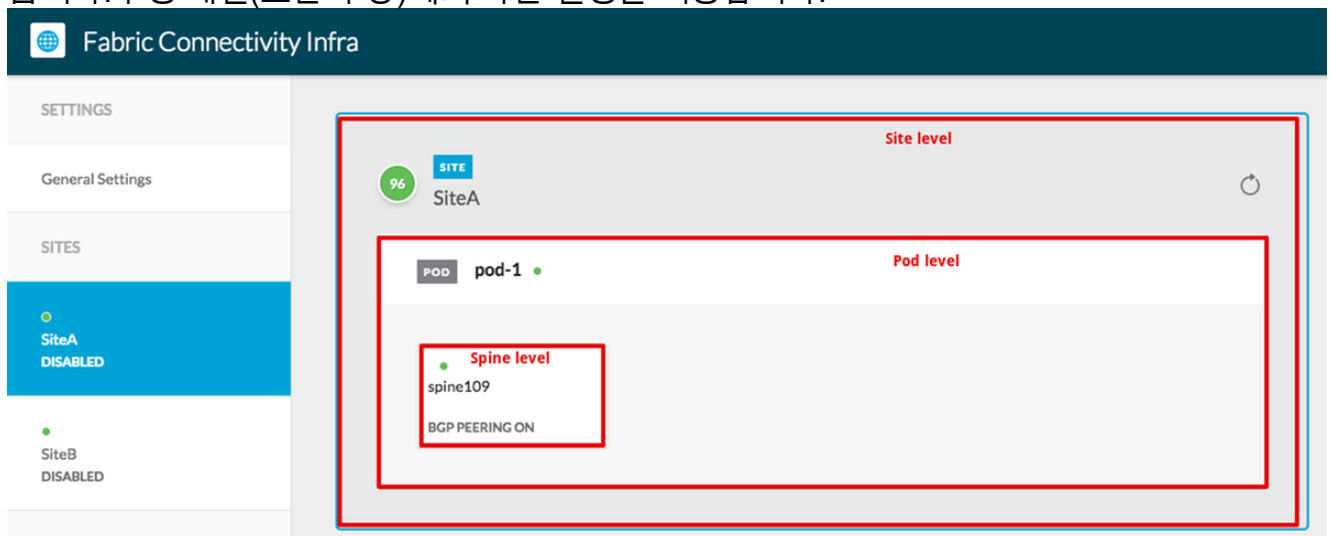 Fabric Connectivity Infra
SETTINGS
General Settings
SITES
SiteA
DISABLED
SiteB
DISABLED
Site level
96
SITE
SiteA
POD pod-1
Pod level
Spine level
spine109
BGP PEERING ON